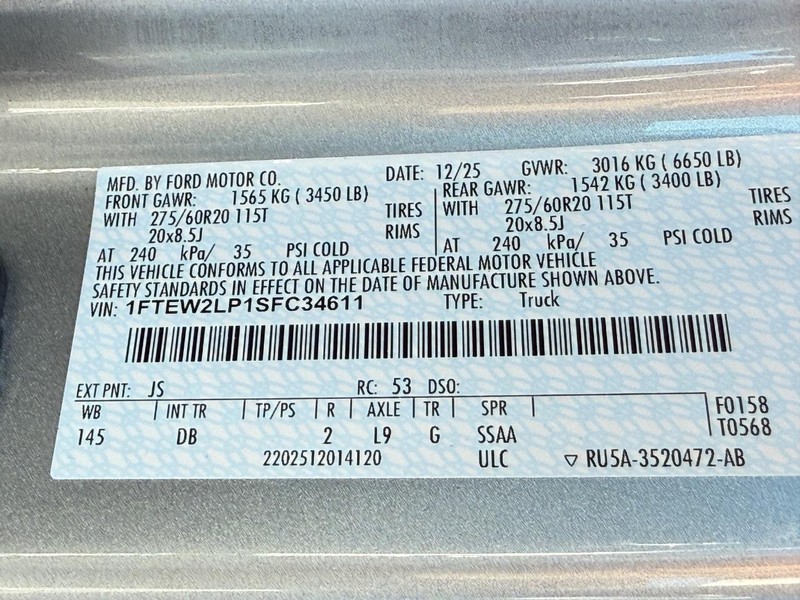 MFD. BY FORD MOTOR CO. DATE: 12/25 GVWR: 3016 KG ( 6650 LB)
FRONT GAWR: 1565 KG ( 3450 LB) REAR GAWR: 1542 KG ( 3400 LB)
WITH 275/60R20 115T TIRES WITH 275/60R20 115T TIRES
20x8.5J RIMS 20x8.5J RIMS
AT 240 kPa/ 35 PSI COLD AT 240 kPa/ 35 PSI COLD
THIS VEHICLE CONFORMS TO ALL APPLICABLE FEDERAL MOTOR VEHICLE
SAFETY STANDARDS IN EFFECT ON THE DATE OF MANUFACTURE SHOWN ABOVE.
VIN: 1FTEW2LP1SFC34611 TYPE: Truck
EXT PNT: JS RC: 53 DSO:
WB INT TR TP/PS R AXLE TR SPR F0158
145 DB 2 L9 G SSAA T0568
2202512014120 ULC ▽ RU5A-3520472-AB